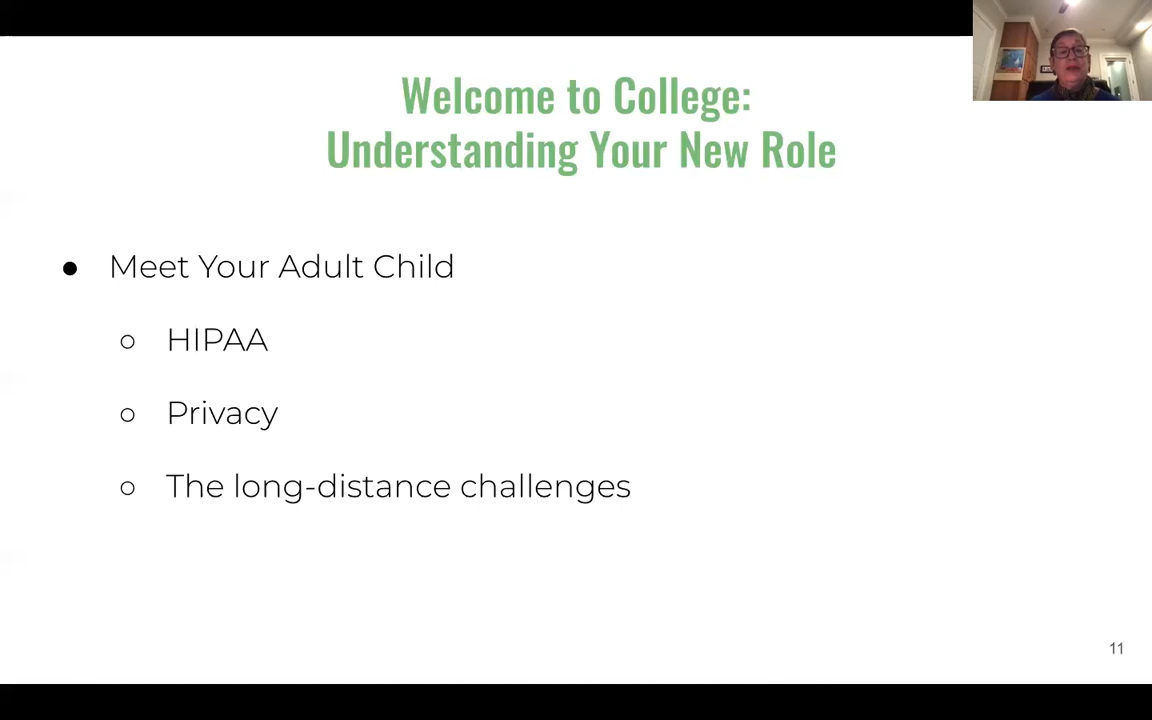 Welcome to College:
Understanding Your New Role
● Meet Your Adult Child
○ HIPAA
○ Privacy
○ The long-distance challenges
11